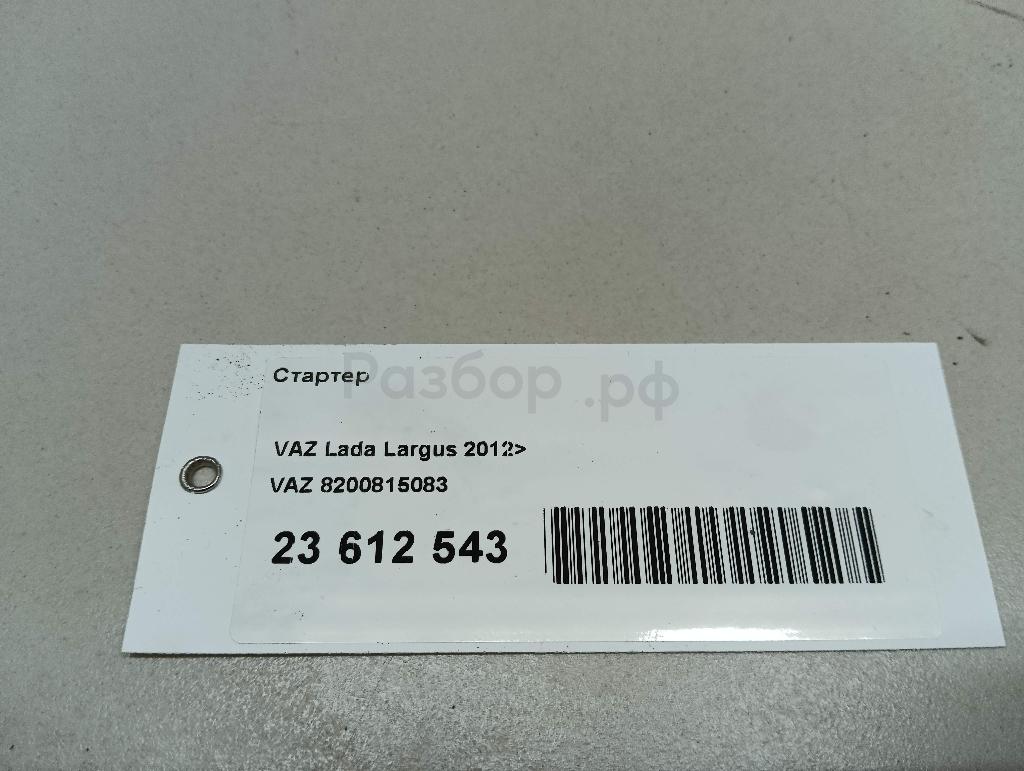 Стартер
Разбор.рф
VAZ Lada Largus 2012>
VAZ 8200815083
23 612 543